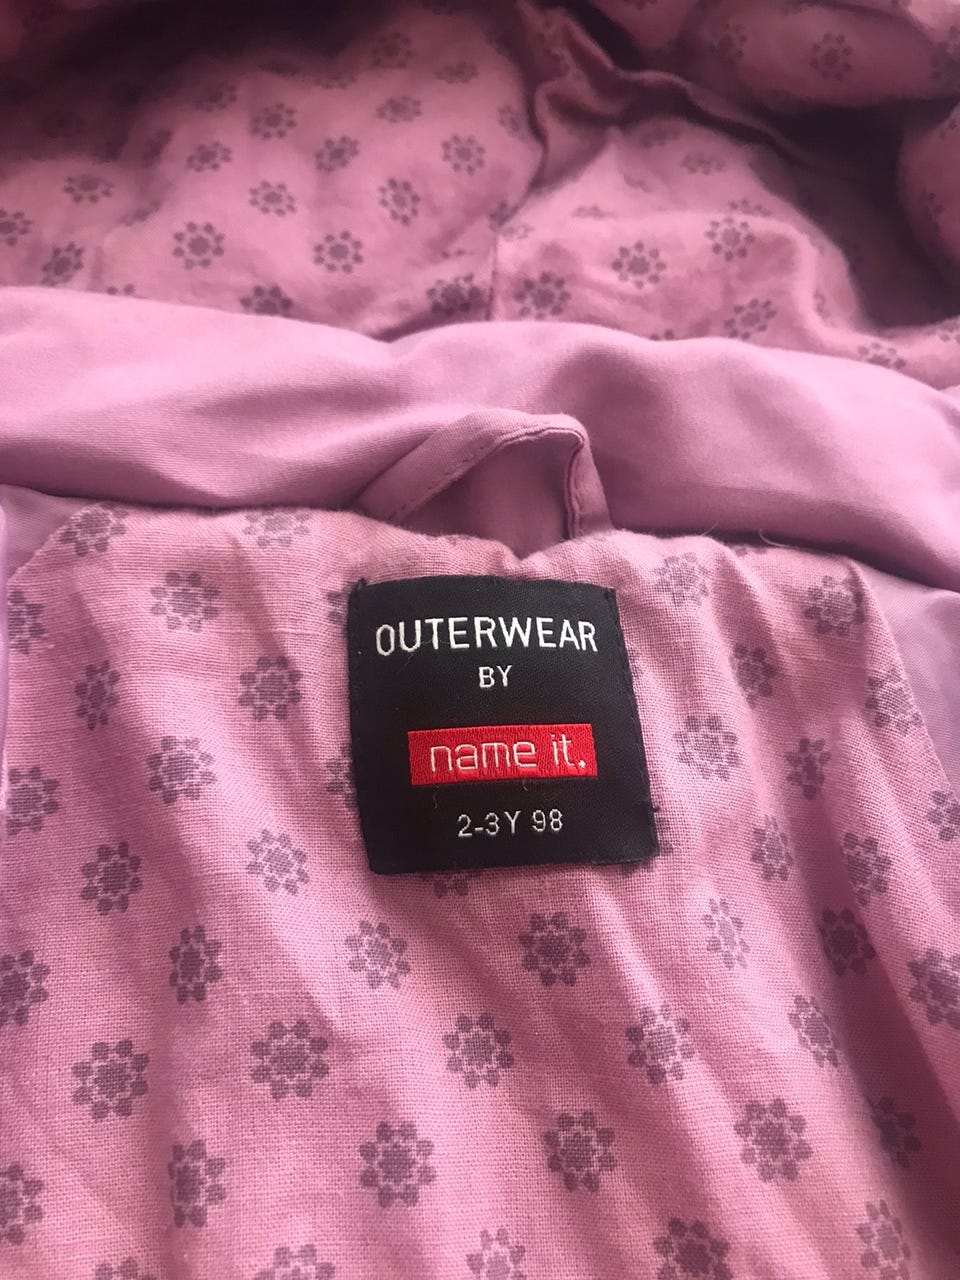 OUTERWEAR
BY
name it.
2-3Y 98